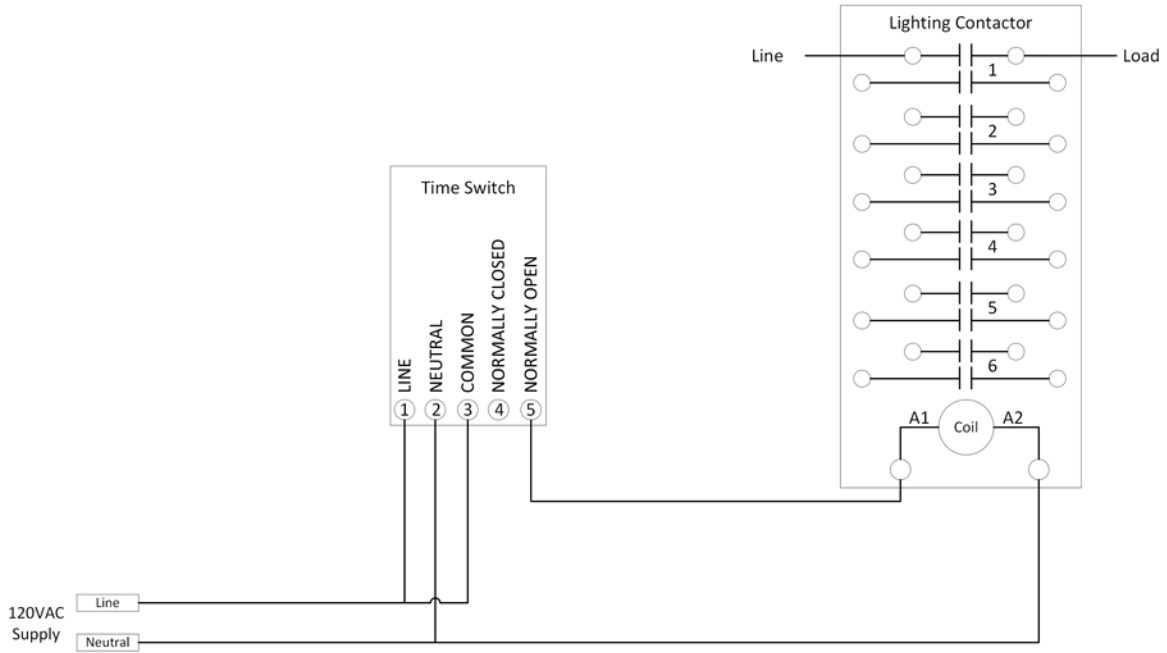 Lighting Contactor
Line
Load
1
2
3
4
5
6
Time Switch
LINE
NEUTRAL
COMMON
NORMALLY CLOSED
NORMALLY OPEN
1 2 3 4 5
A1 Coil A2
120VAC
Supply
Line
Neutral